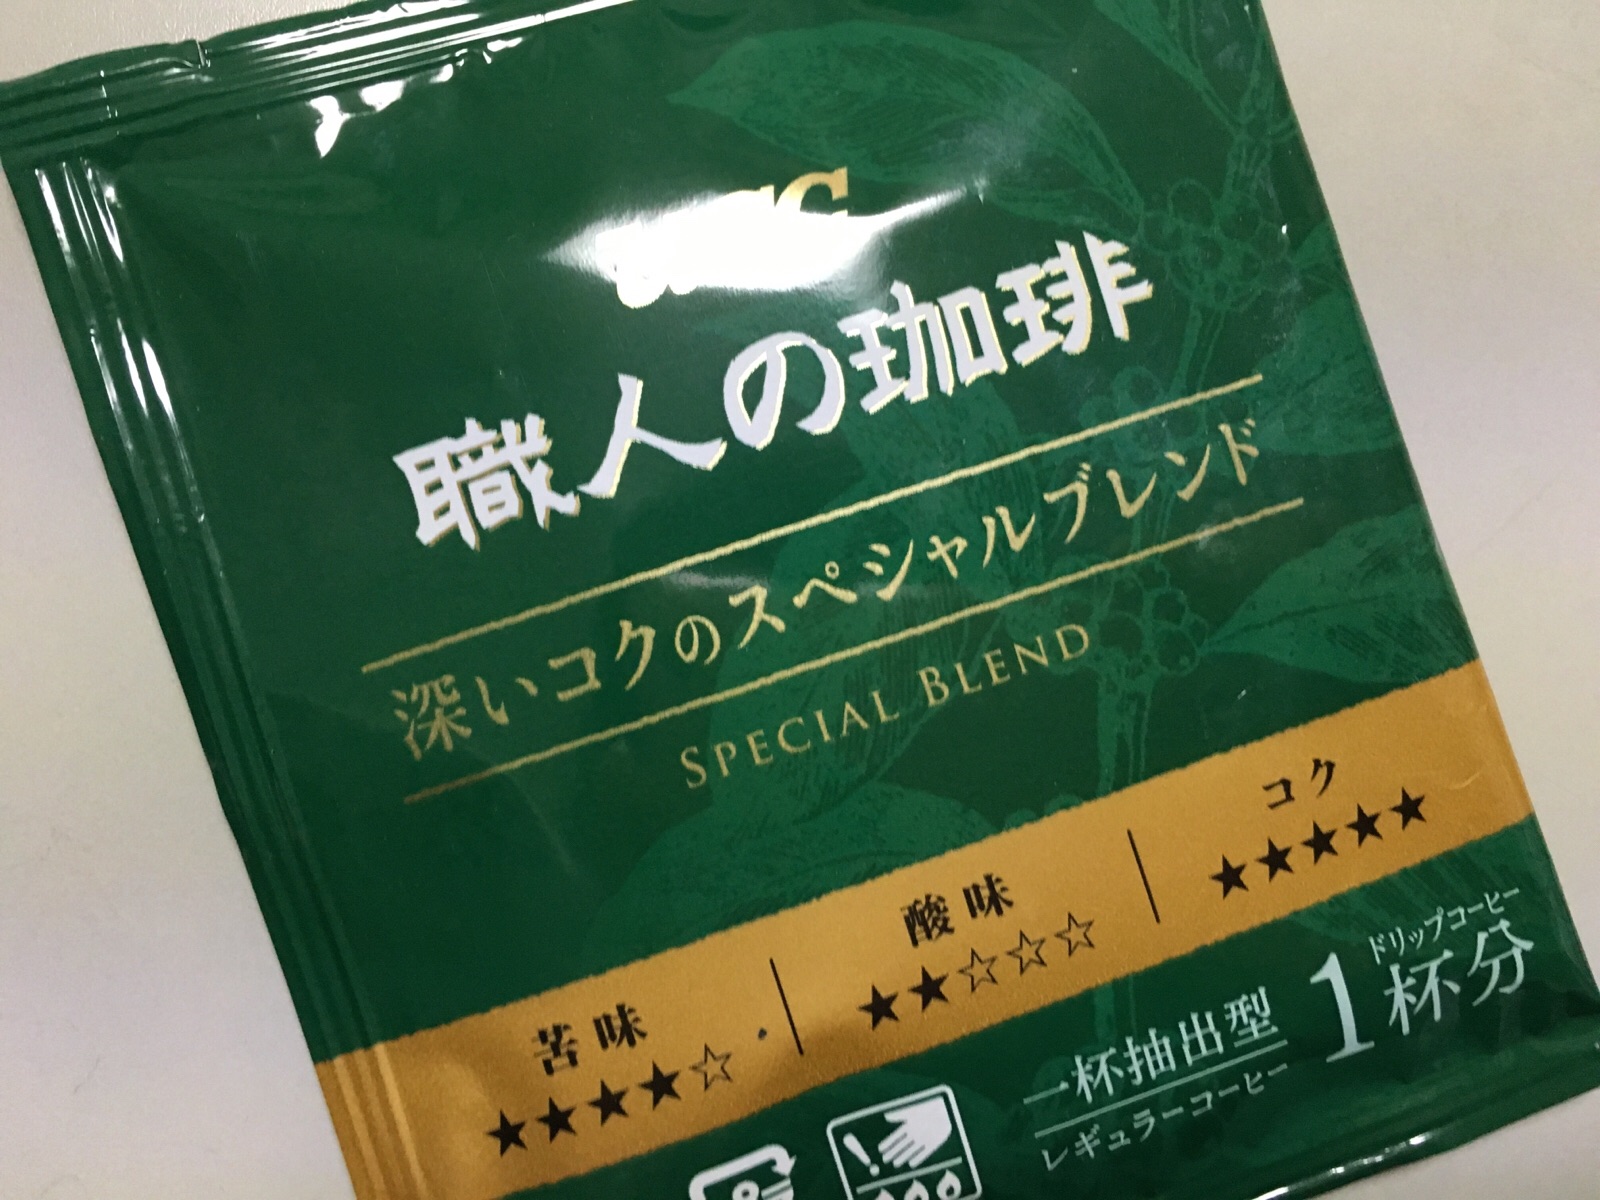 職人の珈琲
深いコクのスペシャルブレンド
SPECIAL BLEND
苦味
★★★★☆
酸味
★★☆☆☆
コク
★★★★★
一杯抽出型
レギュラーコーヒー
ドリップコーヒー
1杯分